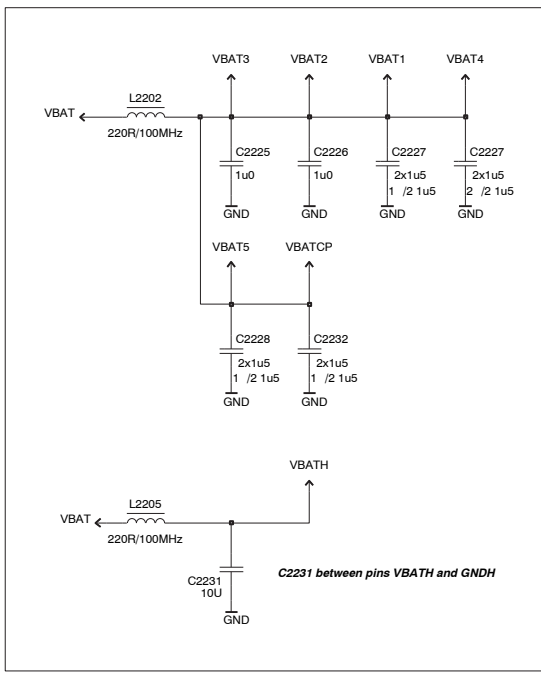 VBAT3 VBAT2 VBAT1 VBAT4
L2202
VBAT
220R/100MHz
C2225 C2226 C2227 C2227
1u0 1u0 2x1u5 2x1u5
1 /2 1u5 2 /2 1u5
GND GND GND GND
VBAT5 VBATCP
C2228 C2232
2x1u5 2x1u5
1 /2 1u5 1 /2 1u5
GND GND
VBATH
L2205
VBAT
220R/100MHz
C2231
10U
C2231 between pins VBATH and GNDH
GND